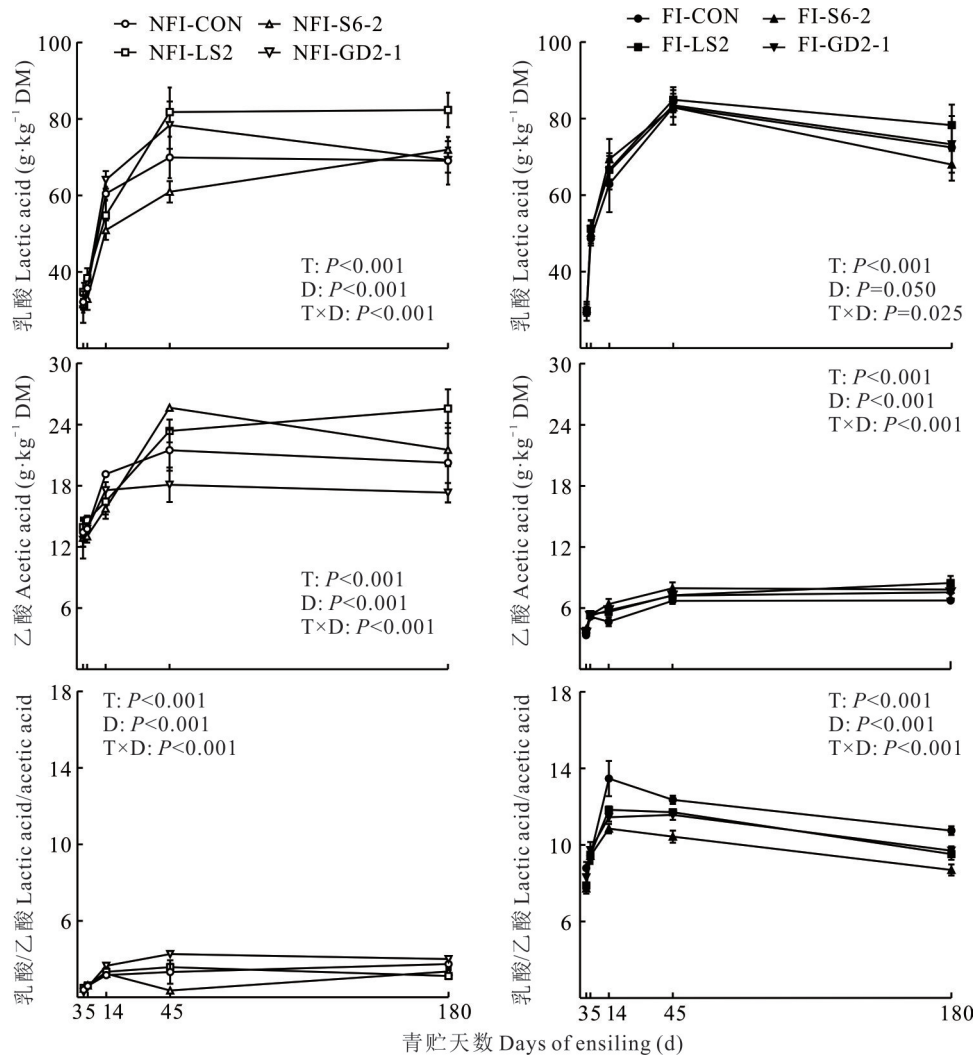 NFI-CON NFI-S6-2
NFI-LS2 NFI-GD2-1
FI-CON FI-S6-2
FI-LS2 FI-GD2-1
乳酸 Lactic acid (g·kg⁻¹ DM)
100
80
60
40
T: P<0.001
D: P<0.001
T×D: P<0.001
乳酸 Lactic acid (g·kg⁻¹ DM)
100
80
60
40
T: P<0.001
D: P=0.050
T×D: P=0.025
乙酸 Acetic acid (g·kg⁻¹ DM)
30
24
18
12
6
T: P<0.001
D: P<0.001
T×D: P<0.001
乙酸 Acetic acid (g·kg⁻¹ DM)
30
24
18
12
6
T: P<0.001
D: P<0.001
T×D: P<0.001
乳酸/乙酸 Lactic acid/acetic acid
18
14
10
6
T: P<0.001
D: P<0.001
T×D: P<0.001
3 5 14 45 180
乳酸/乙酸 Lactic acid/acetic acid
18
14
10
6
T: P<0.001
D: P<0.001
T×D: P<0.001
3 5 14 45 180
青贮天数 Days of ensiling (d)